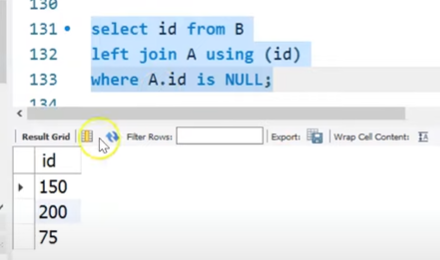 130
131 select id from B
132 left join A using (id)
133 where A.id is NULL;
134
Result Grid Filter Rows: Export: Wrap Cell Content:
id
150
200
75